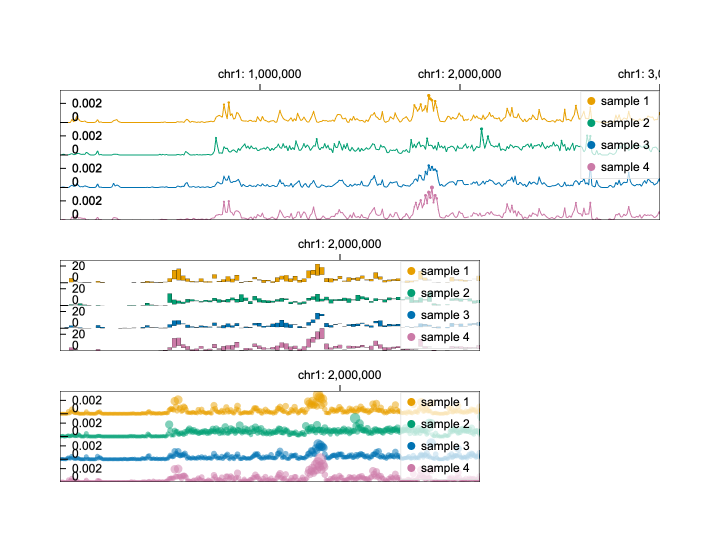 chr1: 1,000,000 chr1: 2,000,000 chr1: 3,0
0.002 sample 1
0
0.002 sample 2
0
0.002 sample 3
0
0.002 sample 4
0
chr1: 2,000,000
20 sample 1
0
20 sample 2
0
20 sample 3
0
20 sample 4
0
chr1: 2,000,000
0.002 sample 1
0
0.002 sample 2
0
0.002 sample 3
0
0.002 sample 4
0